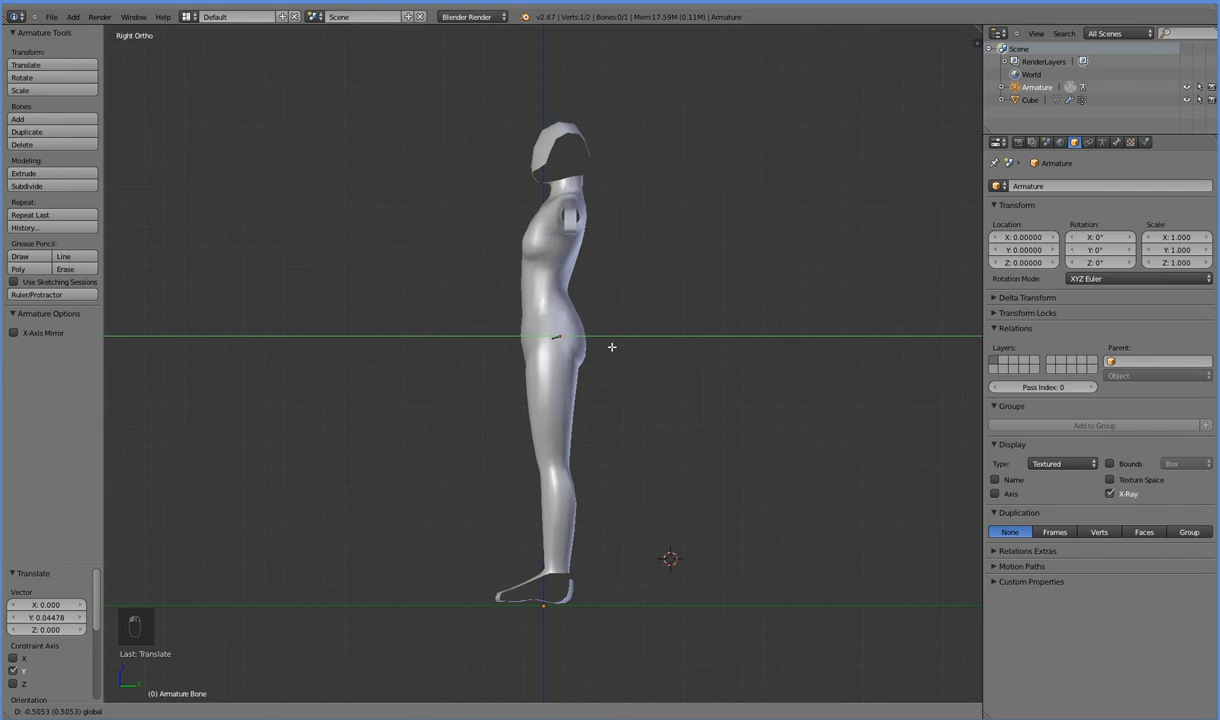 File Add Render Window Help Default Scene Blender Render v2.67 | Verts:1/2 | Bones:0/1 | Mem:17.59M (0.11M) | Armature
Armature Tools
Transform:
Translate
Rotate
Scale
Bones:
Add
Duplicate
Delete
Modeling:
Extrude
Subdivide
Repeat:
Repeat Last
History...
Grease Pencil:
Draw Line
Poly Erase
Use Sketching Sessions
Ruler/Protractor
Armature Options
X-Axis Mirror
Translate
Vector
X: 0.000
Y: 0.04478
Z: 0.000
Constraint Axis
X
Y
Z
Orientation
D: -0.5053 (0.5053) global
Right Ortho
Last: Translate
(0) Armature Bone
View Search All Scenes
Scene
RenderLayers |
World
Armature
Cube
Armature
Armature
Transform
Location: Rotation: Scale:
X: 0.00000 X: 0° X: 1.000
Y: 0.00000 Y: 0° Y: 1.000
Z: 0.00000 Z: 0° Z: 1.000
Rotation Mode: XYZ Euler
Delta Transform
Transform Locks
Relations
Layers: Parent:
Object
Pass Index: 0
Groups
Add to Group
Display
Type: Textured Bounds Box
Name Texture Space
Axis X-Ray
Duplication
None Frames Verts Faces Group
Relations Extras
Motion Paths
Custom Properties